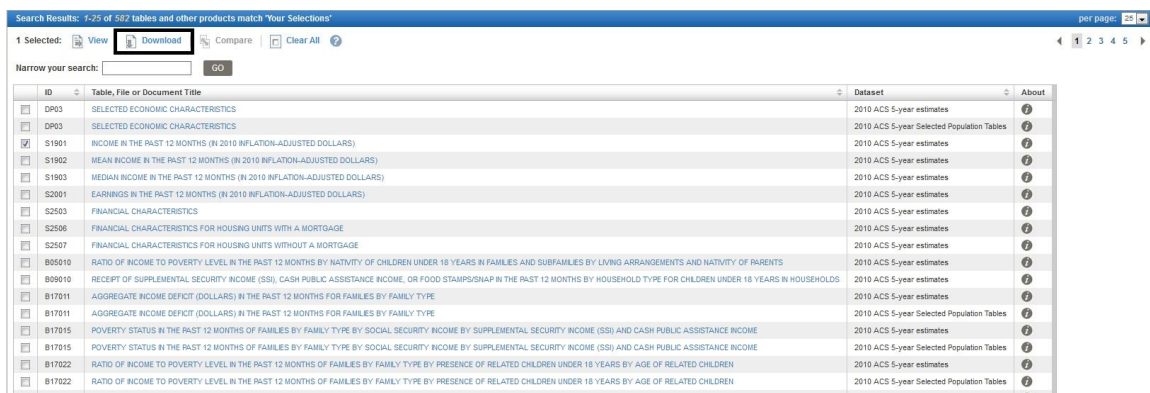 Search Results: 1-25 of 582 tables and other products match 'Your Selections' per page: 25
1 Selected: View Download Compare Clear All ? 1 2 3 4 5
Narrow your search: GO
ID Table, File or Document Title Dataset About
DP03 SELECTED ECONOMIC CHARACTERISTICS 2010 ACS 5-year estimates i
DP03 SELECTED ECONOMIC CHARACTERISTICS 2010 ACS 5-year Selected Population Tables i
S1901 INCOME IN THE PAST 12 MONTHS (IN 2010 INFLATION-ADJUSTED DOLLARS) 2010 ACS 5-year estimates i
S1902 MEAN INCOME IN THE PAST 12 MONTHS (IN 2010 INFLATION-ADJUSTED DOLLARS) 2010 ACS 5-year estimates i
S1903 MEDIAN INCOME IN THE PAST 12 MONTHS (IN 2010 INFLATION-ADJUSTED DOLLARS) 2010 ACS 5-year estimates i
S2001 EARNINGS IN THE PAST 12 MONTHS (IN 2010 INFLATION-ADJUSTED DOLLARS) 2010 ACS 5-year estimates i
S2503 FINANCIAL CHARACTERISTICS 2010 ACS 5-year estimates i
S2506 FINANCIAL CHARACTERISTICS FOR HOUSING UNITS WITH A MORTGAGE 2010 ACS 5-year estimates i
S2507 FINANCIAL CHARACTERISTICS FOR HOUSING UNITS WITHOUT A MORTGAGE 2010 ACS 5-year estimates i
B05010 RATIO OF INCOME TO POVERTY LEVEL IN THE PAST 12 MONTHS BY NATIVITY OF CHILDREN UNDER 18 YEARS IN FAMILIES AND SUBFAMILIES BY LIVING ARRANGEMENTS AND NATIVITY OF PARENTS 2010 ACS 5-year estimates i
B09010 RECEIPT OF SUPPLEMENTAL SECURITY INCOME (SSI), CASH PUBLIC ASSISTANCE INCOME, OR FOOD STAMPS/SNAP IN THE PAST 12 MONTHS BY HOUSEHOLD TYPE FOR CHILDREN UNDER 18 YEARS IN HOUSEHOLDS 2010 ACS 5-year estimates i
B17011 AGGREGATE INCOME DEFICIT (DOLLARS) IN THE PAST 12 MONTHS FOR FAMILIES BY FAMILY TYPE 2010 ACS 5-year estimates i
B17011 AGGREGATE INCOME DEFICIT (DOLLARS) IN THE PAST 12 MONTHS FOR FAMILIES BY FAMILY TYPE 2010 ACS 5-year Selected Population Tables i
B17015 POVERTY STATUS IN THE PAST 12 MONTHS OF FAMILIES BY FAMILY TYPE BY SOCIAL SECURITY INCOME BY SUPPLEMENTAL SECURITY INCOME (SSI) AND CASH PUBLIC ASSISTANCE INCOME 2010 ACS 5-year estimates i
B17015 POVERTY STATUS IN THE PAST 12 MONTHS OF FAMILIES BY FAMILY TYPE BY SOCIAL SECURITY INCOME BY SUPPLEMENTAL SECURITY INCOME (SSI) AND CASH PUBLIC ASSISTANCE INCOME 2010 ACS 5-year Selected Population Tables i
B17022 RATIO OF INCOME TO POVERTY LEVEL IN THE PAST 12 MONTHS OF FAMILIES BY FAMILY TYPE BY PRESENCE OF RELATED CHILDREN UNDER 18 YEARS BY AGE OF RELATED CHILDREN 2010 ACS 5-year estimates i
B17022 RATIO OF INCOME TO POVERTY LEVEL IN THE PAST 12 MONTHS OF FAMILIES BY FAMILY TYPE BY PRESENCE OF RELATED CHILDREN UNDER 18 YEARS BY AGE OF RELATED CHILDREN 2010 ACS 5-year Selected Population Tables i